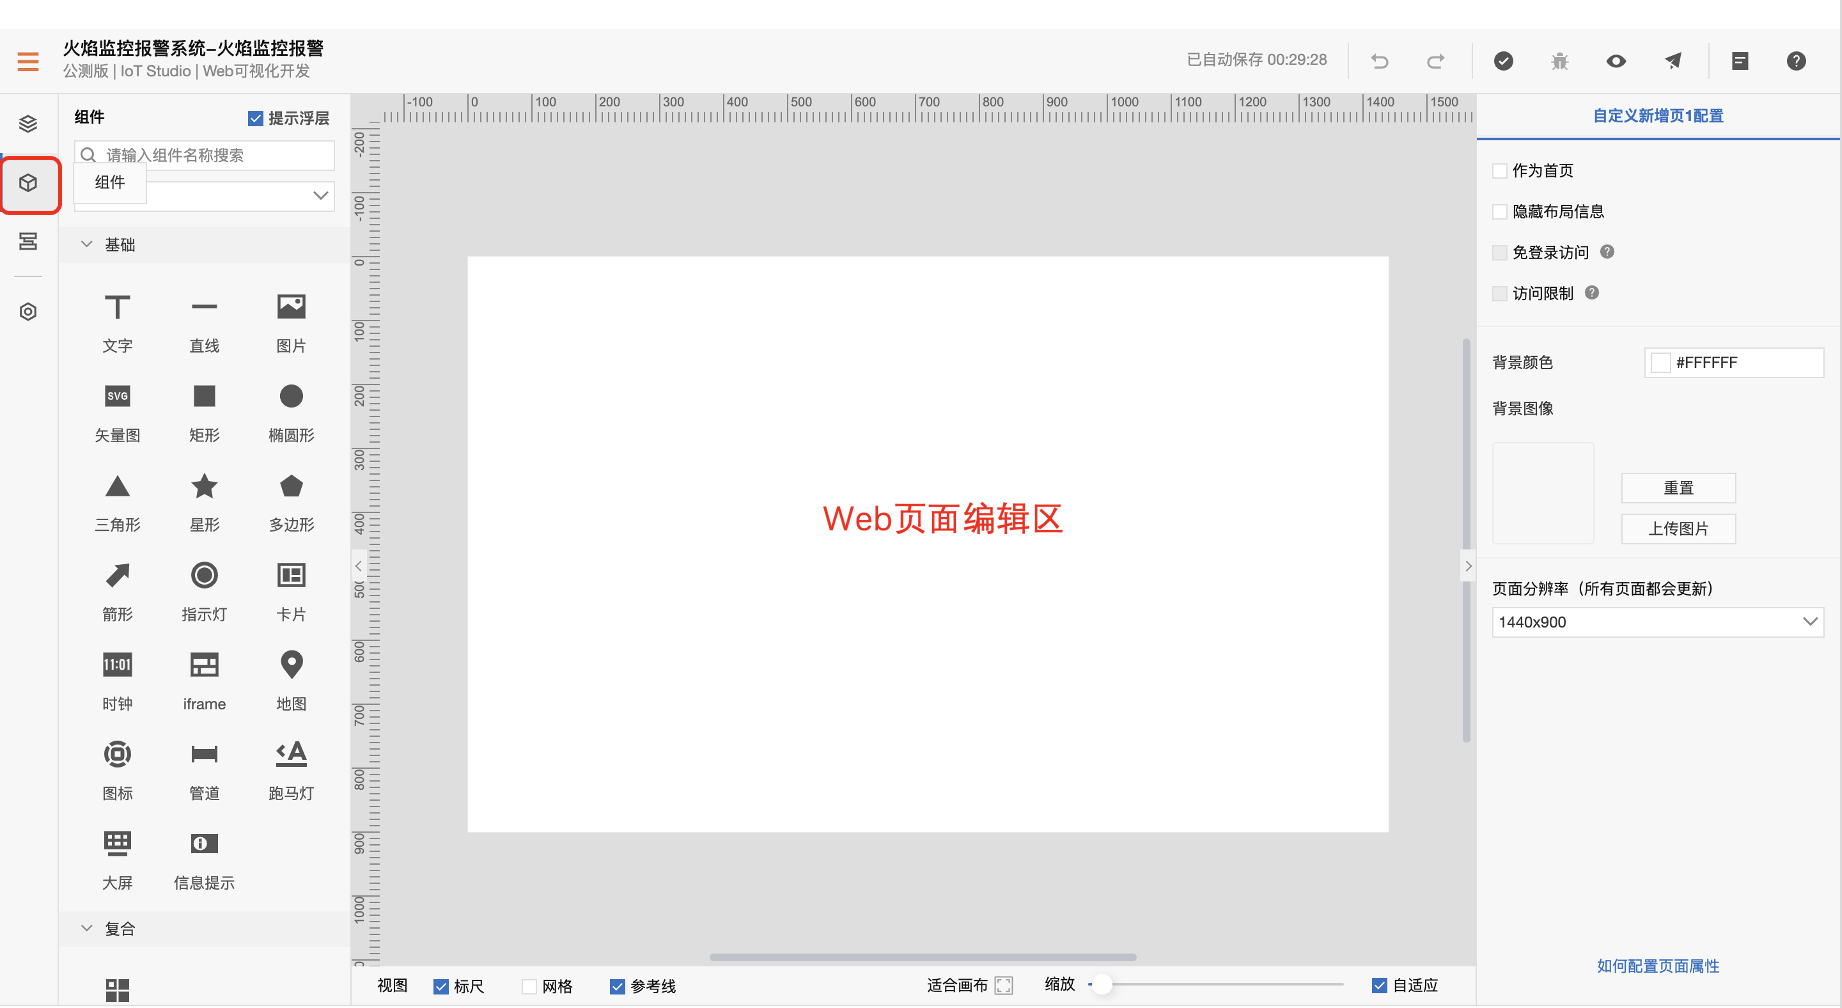 火焰监控报警系统-火焰监控报警
公测版 | IoT Studio | Web可视化开发
已自动保存 00:29:28
组件
提示浮层
请输入组件名称搜索
组件
基础
文字 直线 图片
SVG
矢量图 矩形 椭圆形
三角形 星形 多边形
箭形 指示灯 卡片
11:01
时钟 iframe 地图
A
图标 管道 跑马灯
大屏 信息提示
复合
-100 0 100 200 300 400 500 600 700 800 900 1000 1100 1200 1300 1400 1500
-200
-100
0
100
200
300
400
500
600
700
800
900
1000
Web页面编辑区
视图 标尺 网格 参考线 适合画布 缩放 自适应
自定义新增页1配置
作为首页
隐藏布局信息
免登录访问 ?
访问限制 ?
背景颜色 #FFFFFF
背景图像
重置
上传图片
页面分辨率（所有页面都会更新）
1440x900
如何配置页面属性